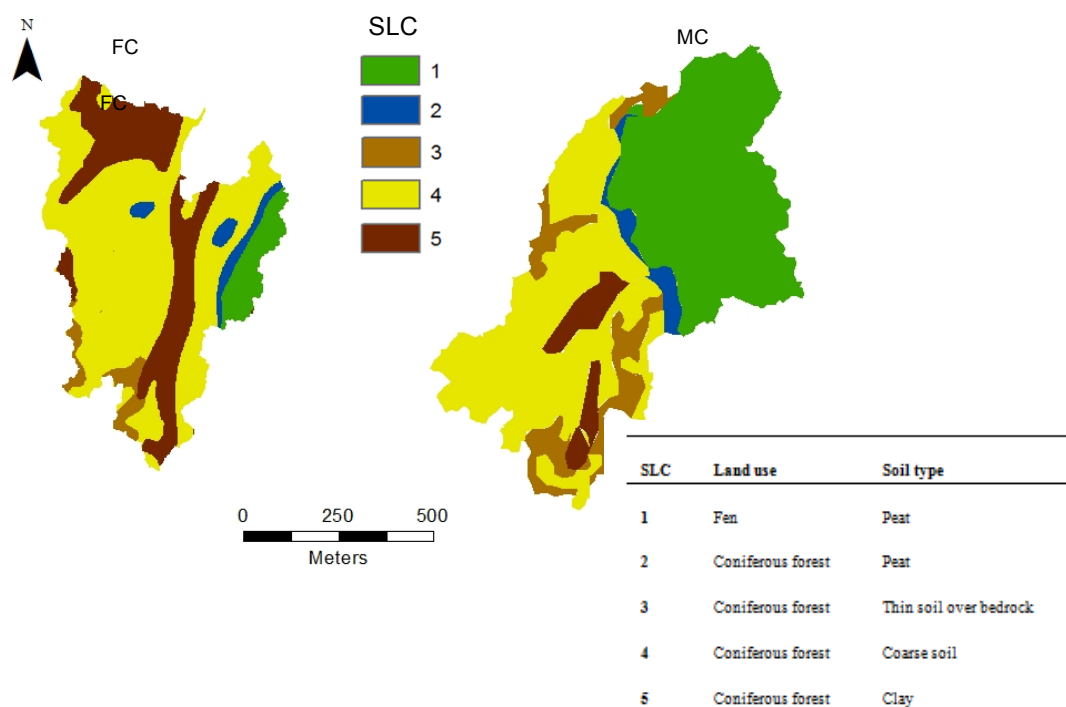 N
FC
FC
SLC
1
2
3
4
5
MC
0 250 500
Meters
SLC Land use Soil type
1 Fen Peat
2 Coniferous forest Peat
3 Coniferous forest Thin soil over bedrock
4 Coniferous forest Coarse soil
5 Coniferous forest Clay